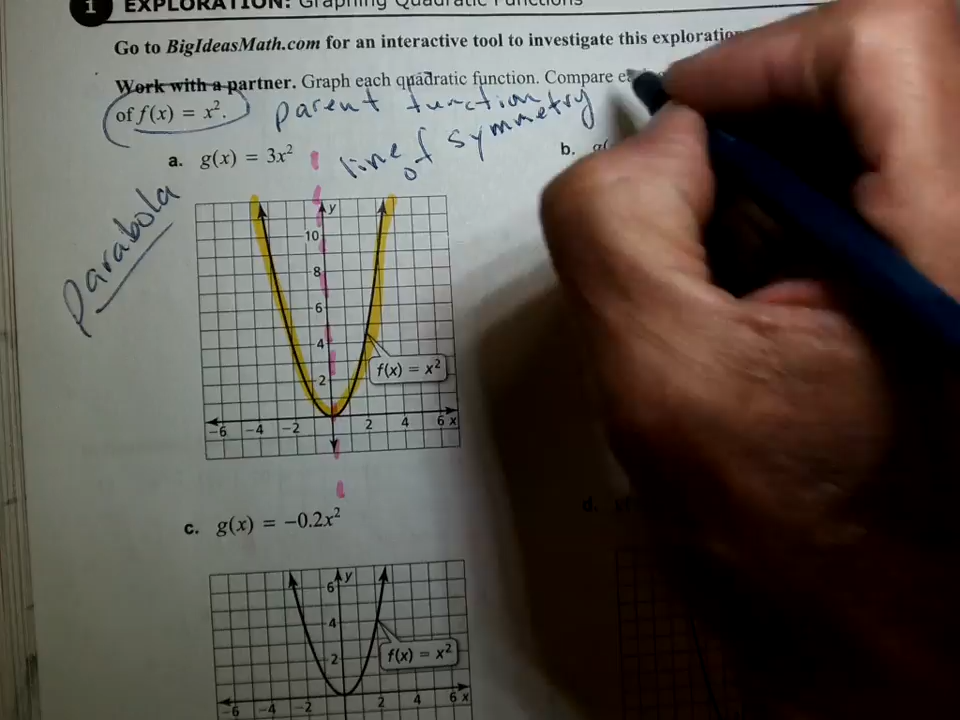 1 EXPLORATION: Graphing Quadratic Functions
Go to BigIdeasMath.com for an interactive tool to investigate this
Work with a partner. Graph each quadratic function. Compare
of f(x) = x².
parent function
line of symmetry
a. g(x) = 3x²
b.
Parabola
y
10
8
6
4
2
f(x) = x²
-6 -4 -2 2 4 6 x
c. g(x) = −0.2x²
d.
y
6
4
2
f(x) = x²
-6 -4 -2 2 4 6 x